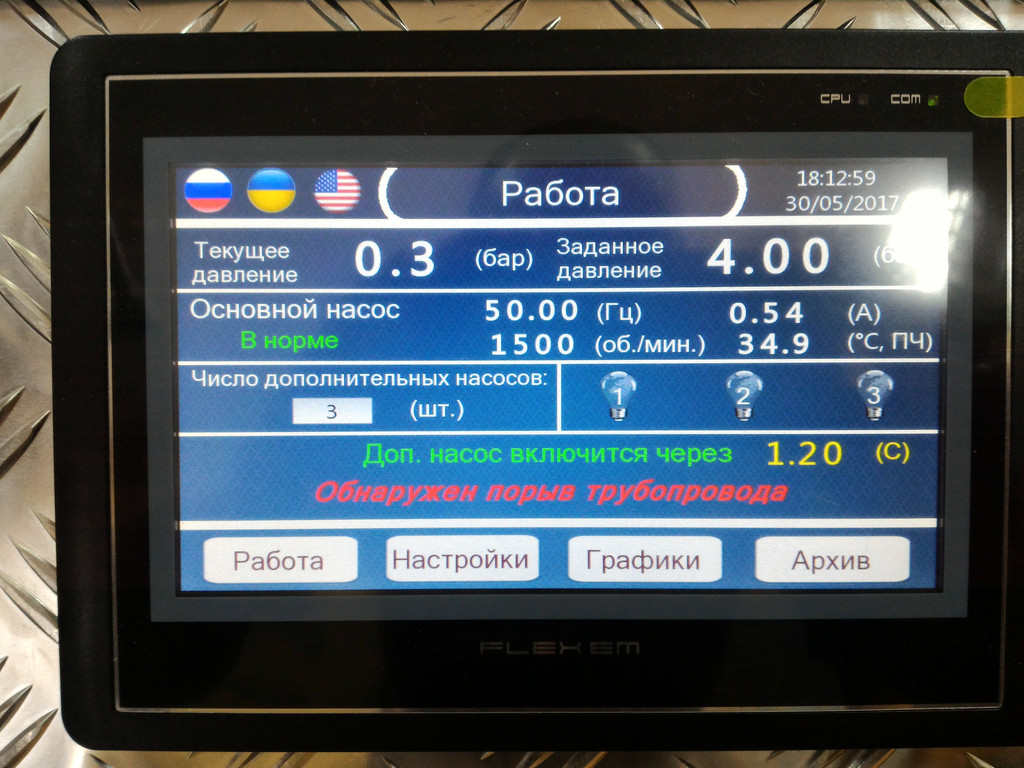 CPU COM
Работа
18:12:59
30/05/2017
Текущее давление 0.3 (бар) Заданное давление 4.00
Основной насос 50.00 (Гц) 0.54 (А)
В норме 1500 (об./мин.) 34.9 (°C, ПЧ)
Число дополнительных насосов: 1 2 3
3 (шт.)
Доп. насос включится через 1.20 (С)
Обнаружен порыв трубопровода
Работа Настройки Графики Архив
FLEXEM